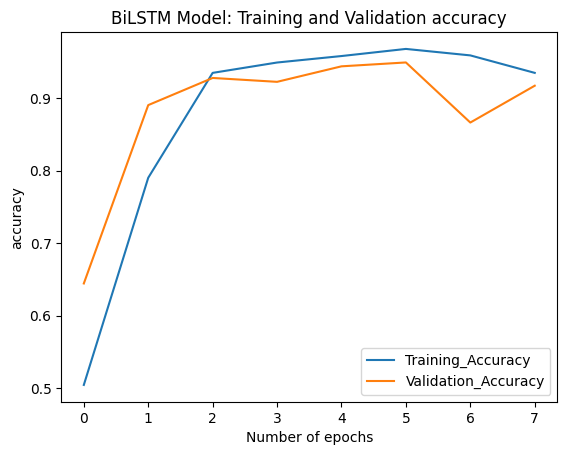 BiLSTM Model: Training and Validation accuracy
accuracy
0.9
0.8
0.7
0.6
0.5
Training_Accuracy
Validation_Accuracy
0 1 2 3 4 5 6 7
Number of epochs